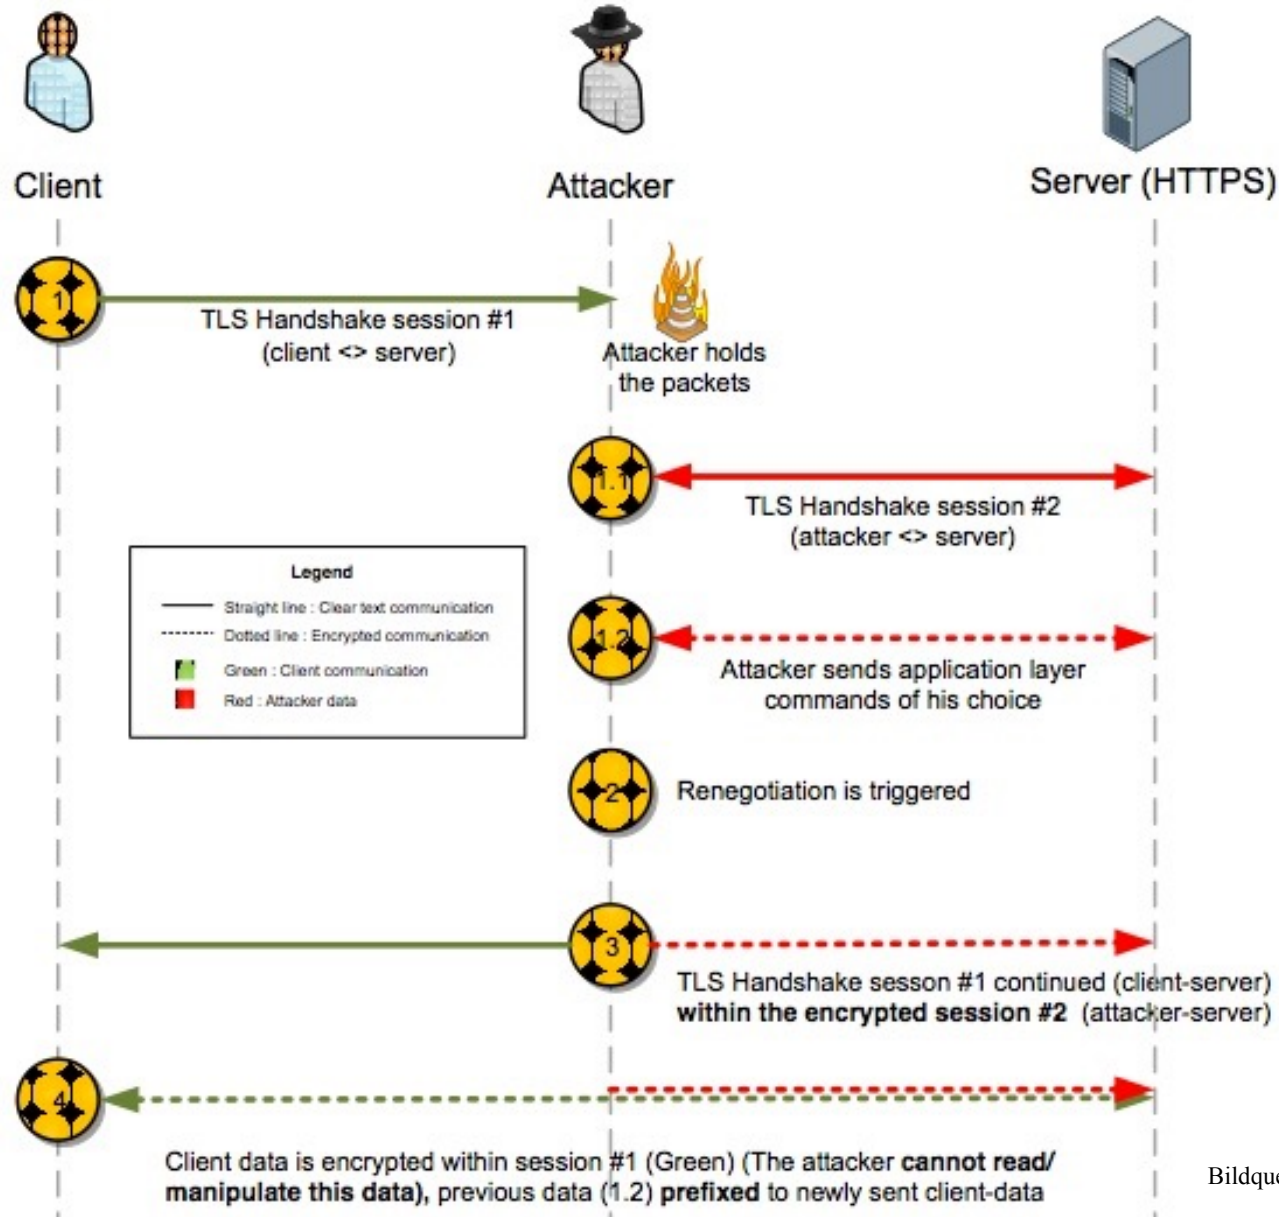 Client
Attacker
Server (HTTPS)
1
TLS Handshake session #1
(client <> server)
Attacker holds
the packets
1.1
TLS Handshake session #2
(attacker <> server)
Legend
Straight line : Clear text communication
Dotted line : Encrypted communication
Green : Client communication
Red : Attacker data
1.2
Attacker sends application layer
commands of his choice
2
Renegotiation is triggered
3
TLS Handshake sesson #1 continued (client-server)
within the encrypted session #2 (attacker-server)
4
Client data is encrypted within session #1 (Green) (The attacker cannot read/
manipulate this data), previous data (1.2) prefixed to newly sent client-data
Bildque